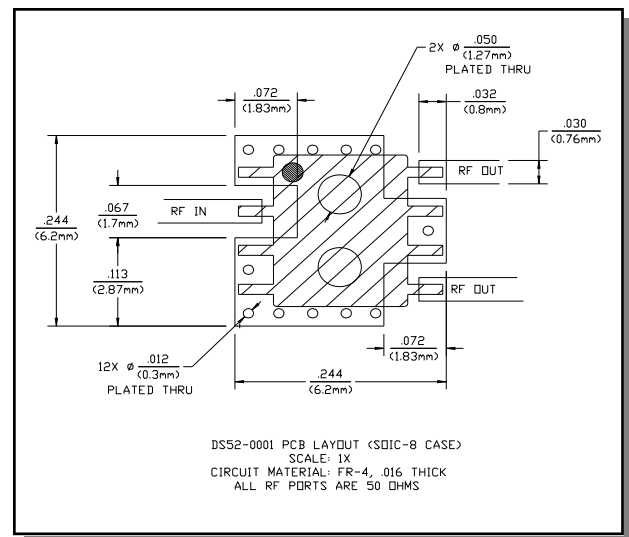 2X ø .050
(1.27mm)
PLATED THRU
.072
(1.83mm)
.032
(0.8mm)
.030
(0.76mm)
RF OUT
.067
(1.7mm)
RF IN
.244
(6.2mm)
.113
(2.87mm)
RF OUT
12X ø .012
(0.3mm)
PLATED THRU
.072
(1.83mm)
.244
(6.2mm)
DS52-0001 PCB LAYOUT (SOIC-8 CASE)
SCALE: 1X
CIRCUIT MATERIAL: FR-4, .016 THICK
ALL RF PORTS ARE 50 OHMS